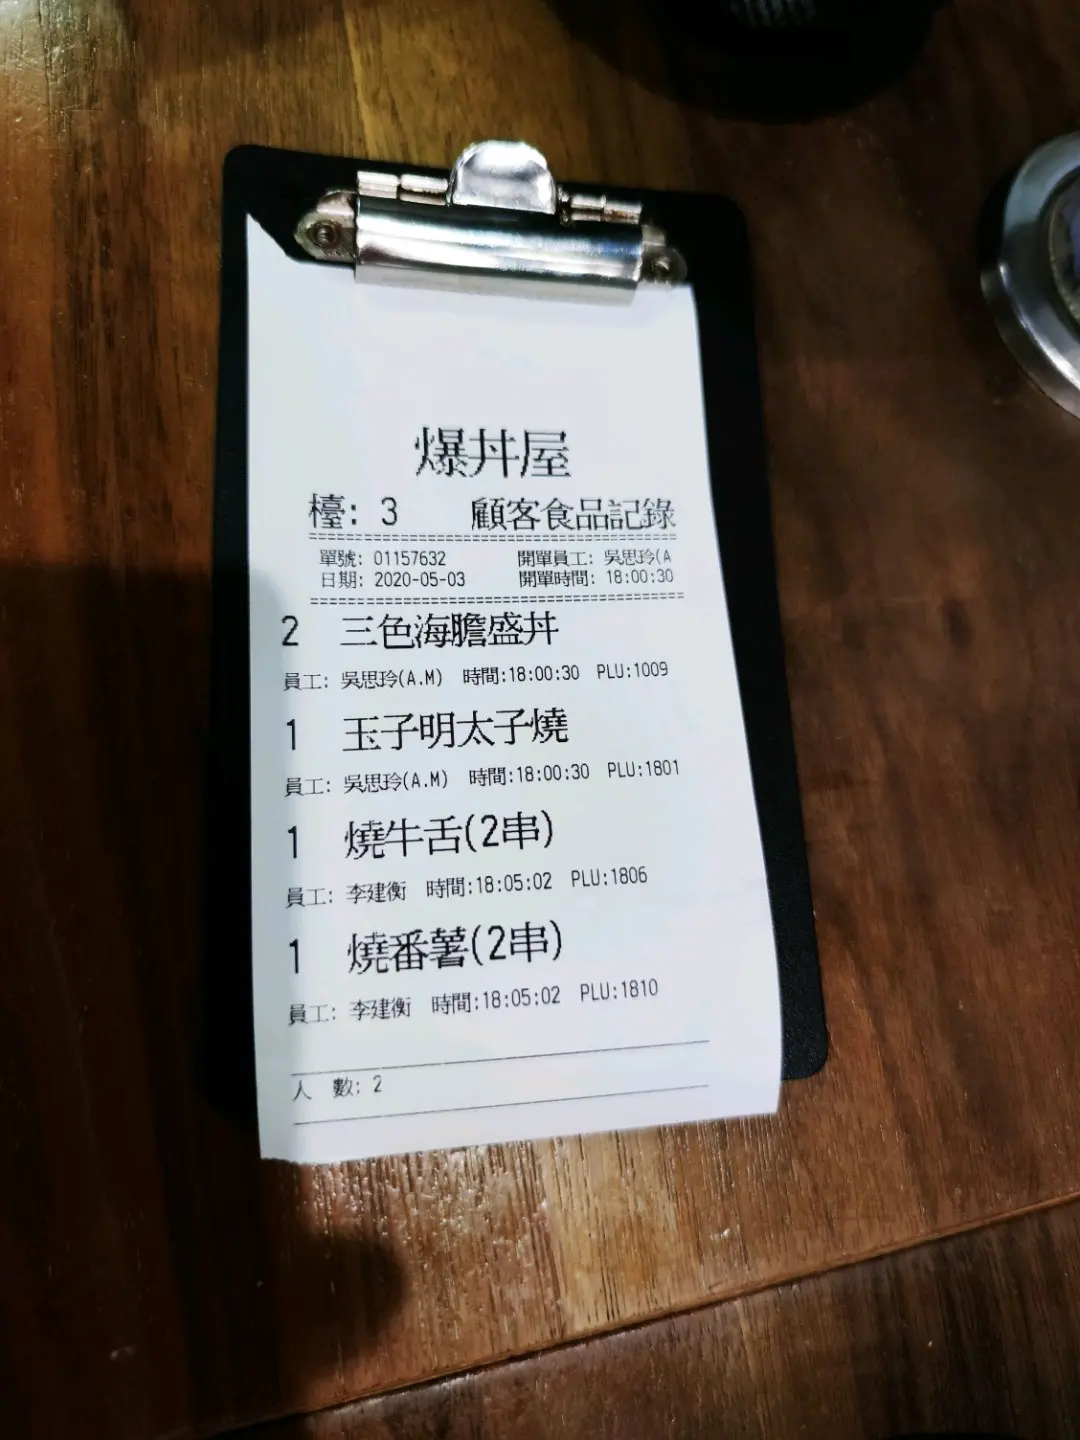 爆丼屋
檯: 3 顧客食品記錄
單號: 01157632 開單員工: 吳思玲(A
日期: 2020-05-03 開單時間: 18:00:30
2 三色海膽盛丼
員工: 吳思玲(A.M) 時間:18:00:30 PLU:1009
1 玉子明太子燒
員工: 吳思玲(A.M) 時間:18:00:30 PLU:1801
1 燒牛舌(2串)
員工: 李建衡 時間:18:05:02 PLU:1806
1 燒番薯(2串)
員工: 李建衡 時間:18:05:02 PLU:1810
人 數: 2